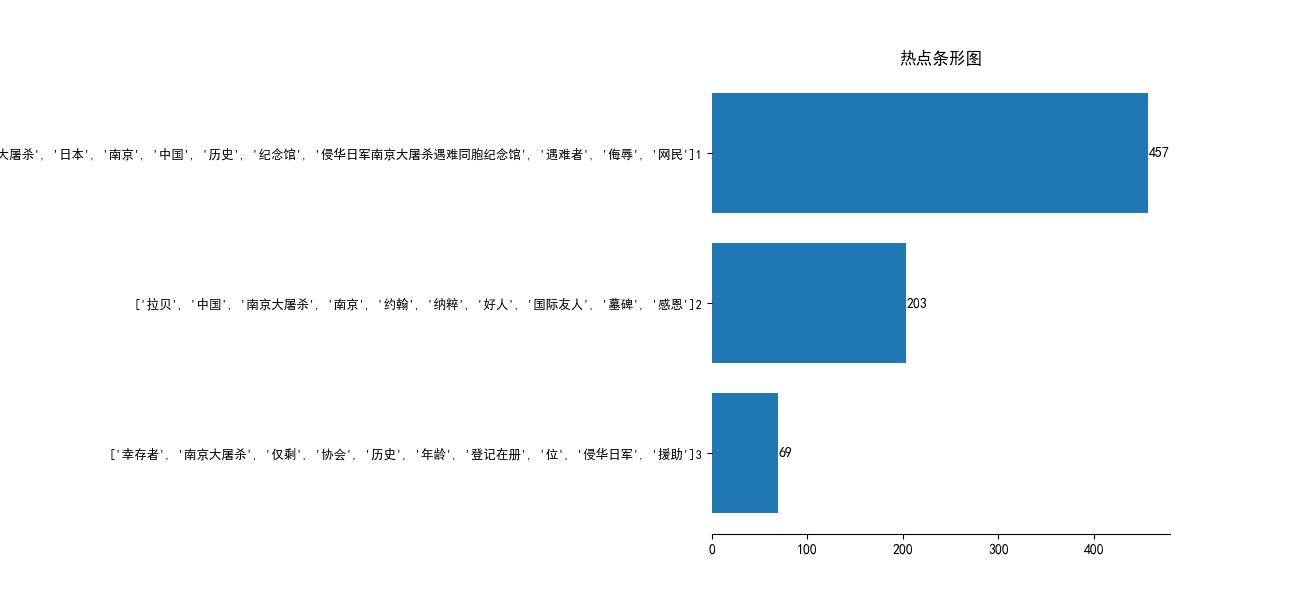 热点条形图
大屠杀', '日本', '南京', '中国', '历史', '纪念馆', '侵华日军南京大屠杀遇难同胞纪念馆', '遇难者', '侮辱', '网民']1
457
['拉贝', '中国', '南京大屠杀', '南京', '约翰', '纳粹', '好人', '国际友人', '墓碑', '感恩']2
203
['幸存者', '南京大屠杀', '仅剩', '协会', '历史', '年龄', '登记在册', '位', '侵华日军', '援助']3
69
0 100 200 300 400